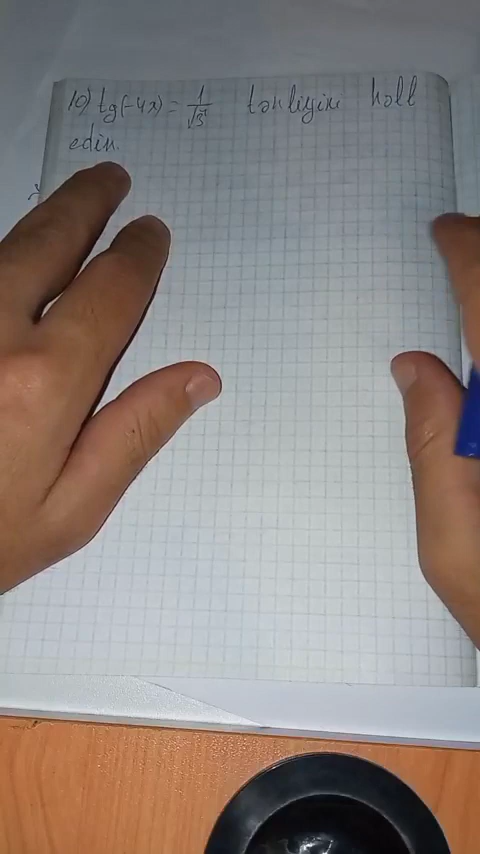 10) tg(-4x) = 1/√3 tənliyini həll
edin.